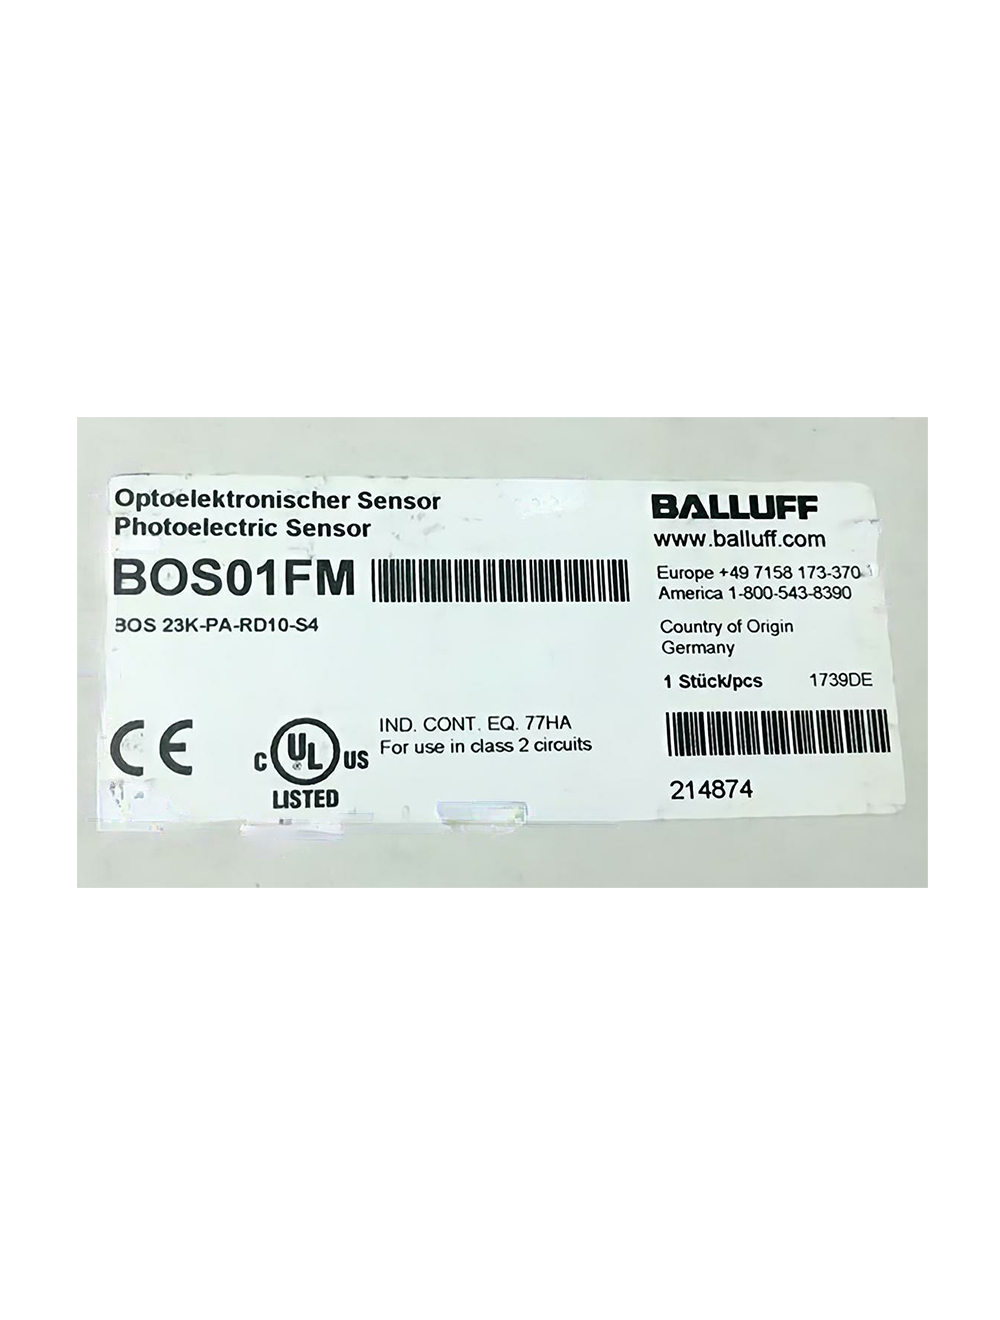 Optoelektronischer Sensor
Photoelectric Sensor
BOS01FM
BOS 23K-PA-RD10-S4
CE
C UL US
LISTED
IND. CONT. EQ. 77HA
For use in class 2 circuits
BALLUFF
www.balluff.com
Europe +49 7158 173-370
America 1-800-543-8390
Country of Origin
Germany
1 Stück/pcs 1739DE
214874